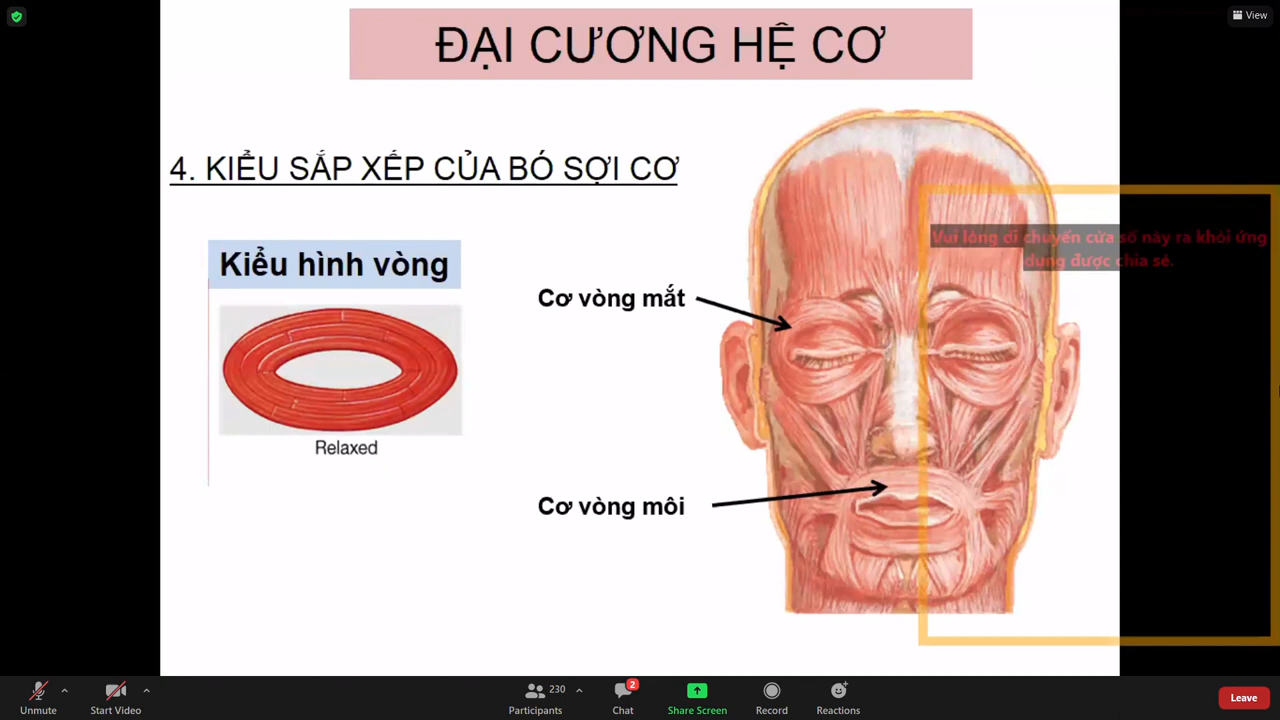 View
ĐẠI CƯƠNG HỆ CƠ
4. KIỂU SẮP XẾP CỦA BÓ SỢI CƠ
Vui lòng di chuyển cửa sổ này ra khỏi ứng
dụng được chia sẻ.
Kiểu hình vòng
Cơ vòng mắt
Relaxed
Cơ vòng môi
Unmute
Start Video
230
Participants
2
Chat
Share Screen
Record
Reactions
Leave